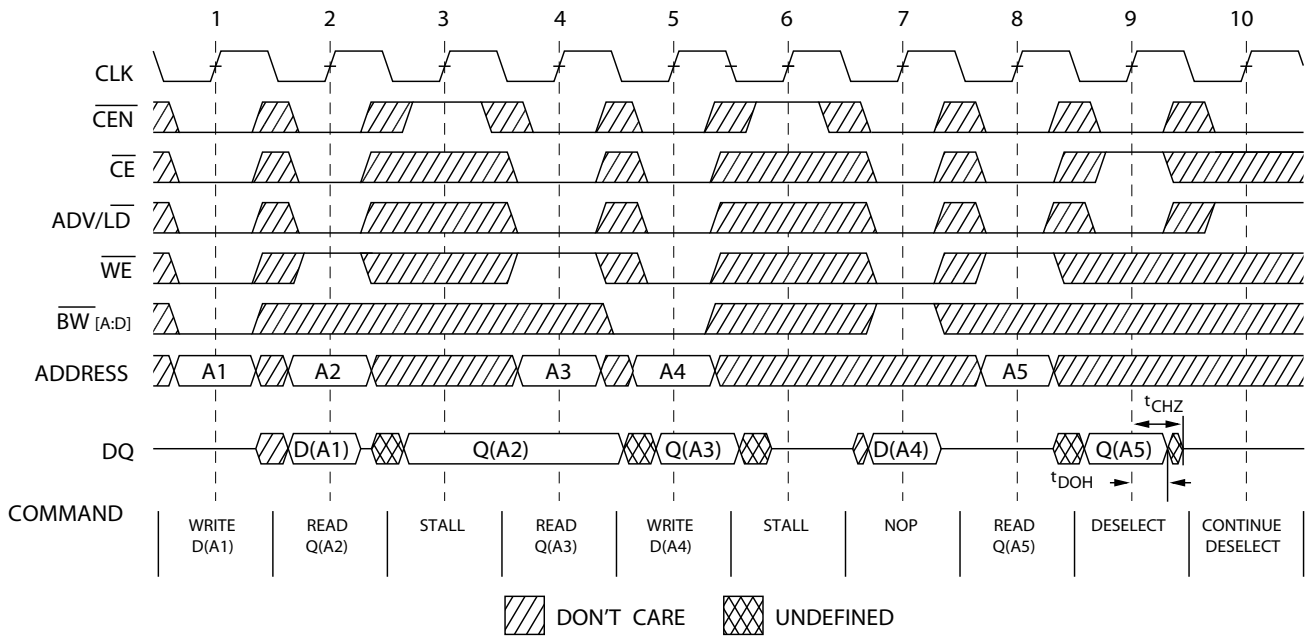 1 2 3 4 5 6 7 8 9 10
CLK
CEN
CE
ADV/LD
WE
BW [A:D]
ADDRESS A1 A2 A3 A4 A5
tCHZ
DQ D(A1) Q(A2) Q(A3) D(A4) Q(A5)
tDOH
COMMAND
WRITE READ STALL READ WRITE STALL NOP READ DESELECT CONTINUE
D(A1) Q(A2) Q(A3) D(A4) Q(A5) DESELECT
DON'T CARE UNDEFINED